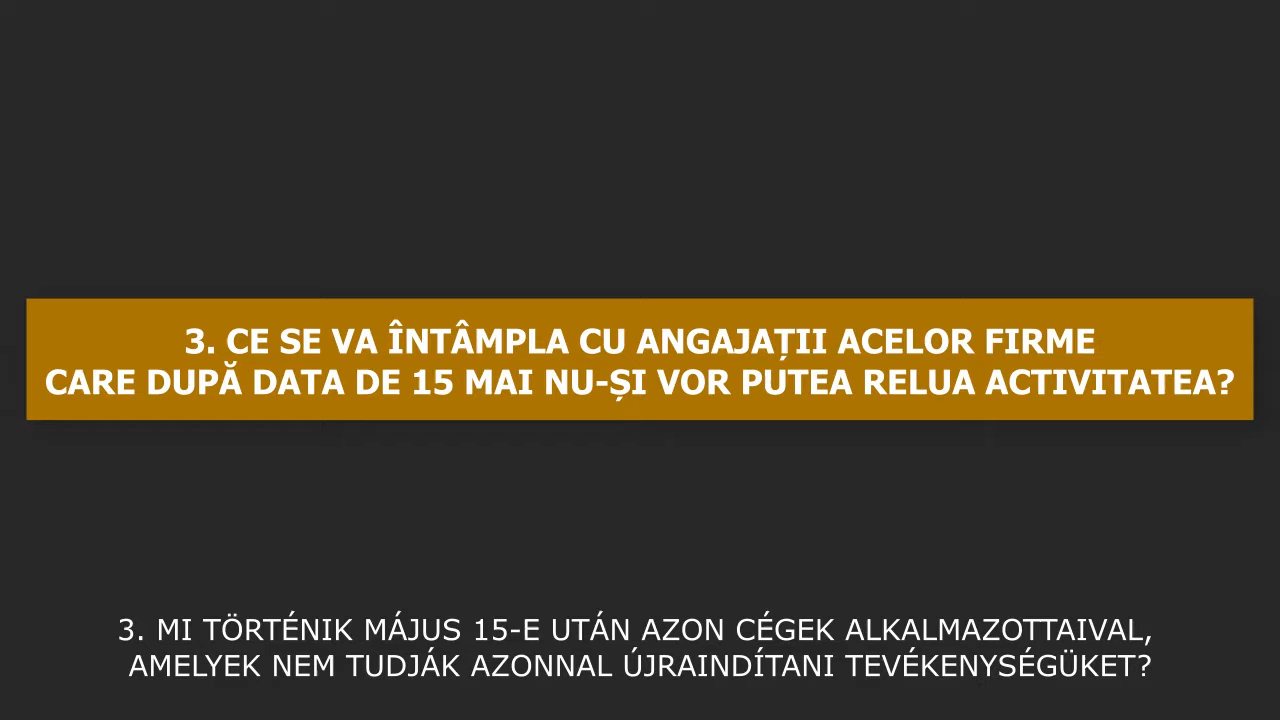 3. CE SE VA ÎNTÂMPLA CU ANGAJAȚII ACELOR FIRME
CARE DUPĂ DATA DE 15 MAI NU-ȘI VOR PUTEA RELUA ACTIVITATEA?
3. MI TÖRTÉNIK MÁJUS 15-E UTÁN AZON CÉGEK ALKALMAZOTTAIVAL,
AMELYEK NEM TUDJÁK AZONNAL ÚJRAINDÍTANI TEVÉKENYSÉGÜKET?